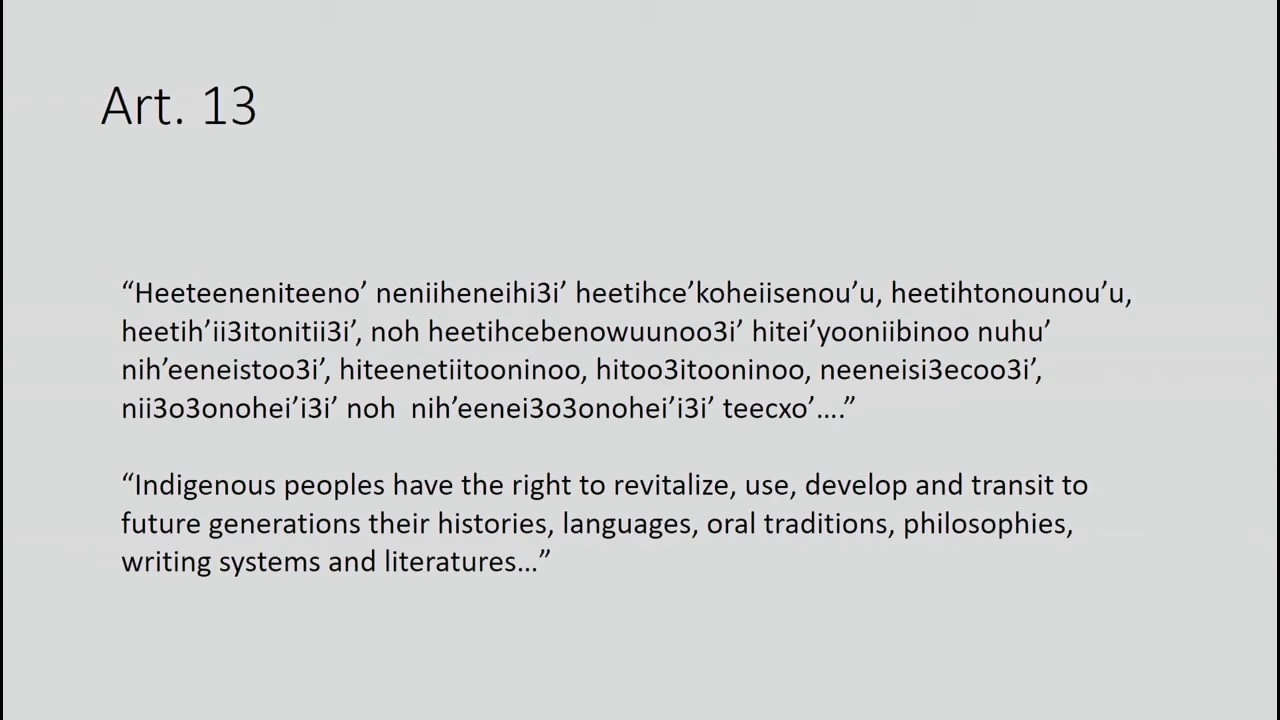 Art. 13
“Heeteeneniteeno’ neniiheneihi3i’ heetihce’koheiisenou’u, heetihtonounou’u,
heetih’ii3itonitii3i’, noh heetihcebenowuunoo3i’ hitei’yooniibinoo nuhu’
nih’eeneistoo3i’, hiteenetiitooninoo, hitoo3itooninoo, neeneisi3ecoo3i’,
nii3o3onohei’i3i’ noh  nih’eenei3o3onohei’i3i’ teecxo’….”
“Indigenous peoples have the right to revitalize, use, develop and transit to
future generations their histories, languages, oral traditions, philosophies,
writing systems and literatures…”